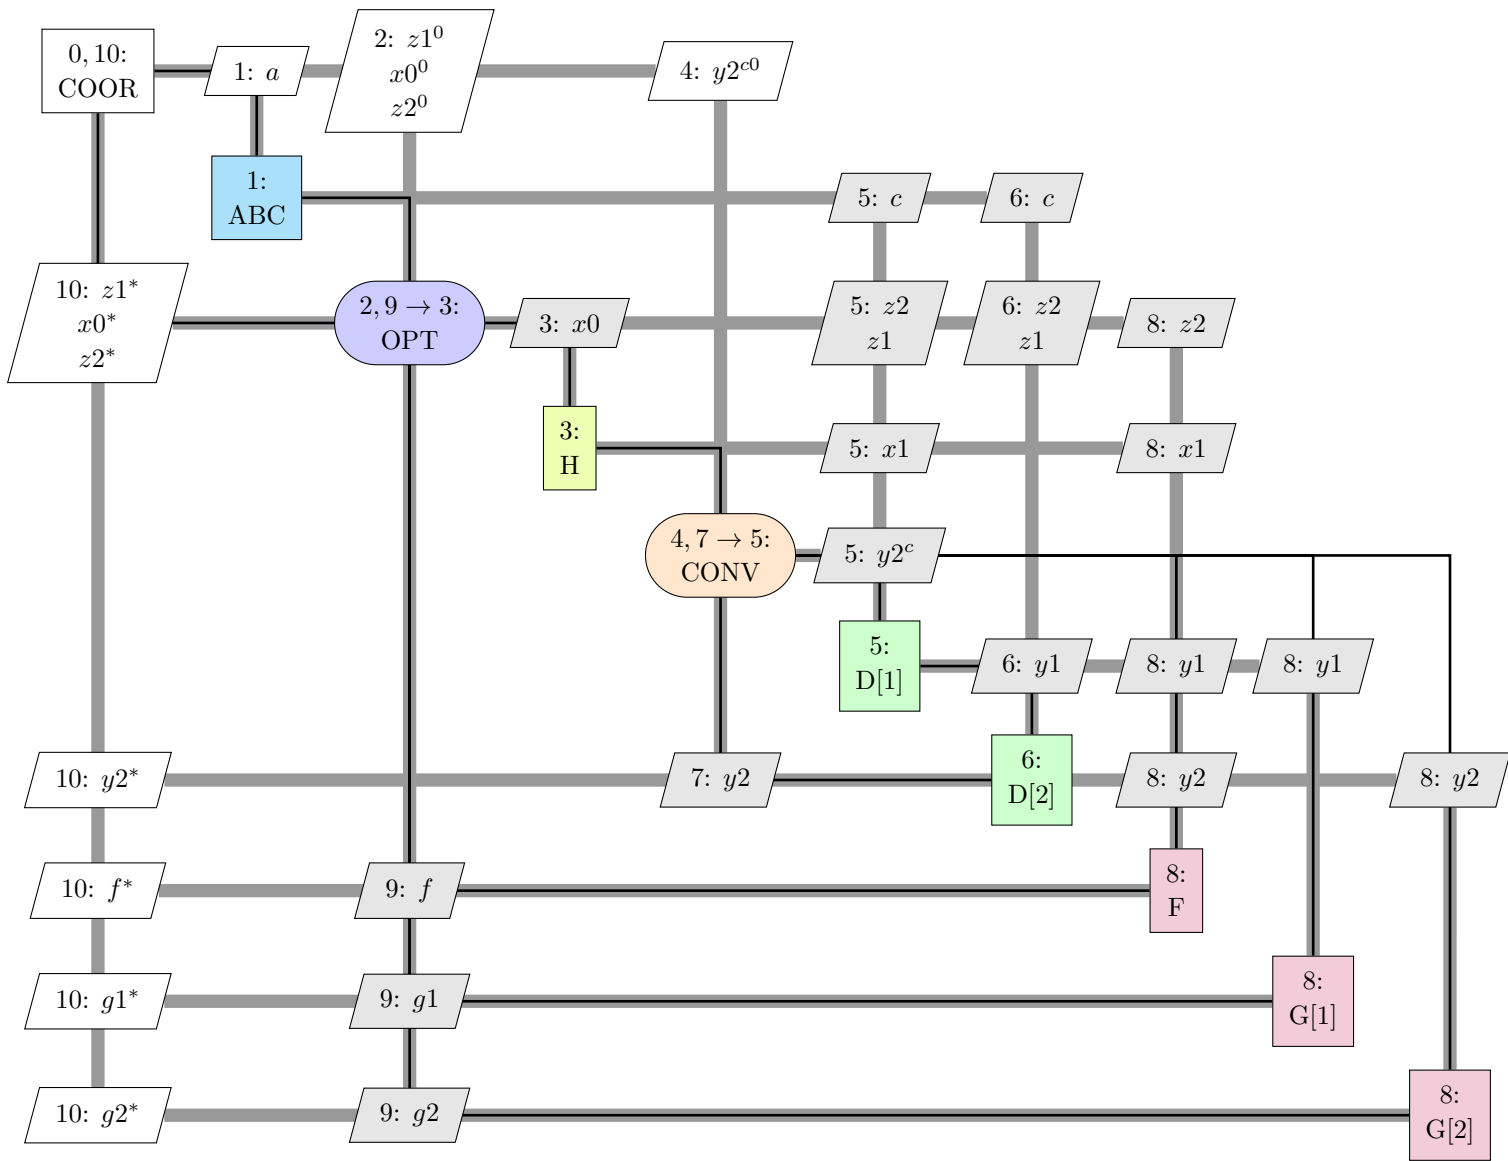 0, 10:
COOR
1: a
2: z1⁰
x0⁰
z2⁰
4: y2ᶜ⁰
1:
ABC
5: c
6: c
10: z1*
x0*
z2*
2, 9 → 3:
OPT
3: x0
5: z2
z1
6: z2
z1
8: z2
3:
H
5: x1
8: x1
4, 7 → 5:
CONV
5: y2ᶜ
5:
D[1]
6: y1
8: y1
8: y1
10: y2*
7: y2
6:
D[2]
8: y2
8: y2
10: f*
9: f
8:
F
10: g1*
9: g1
8:
G[1]
10: g2*
9: g2
8:
G[2]